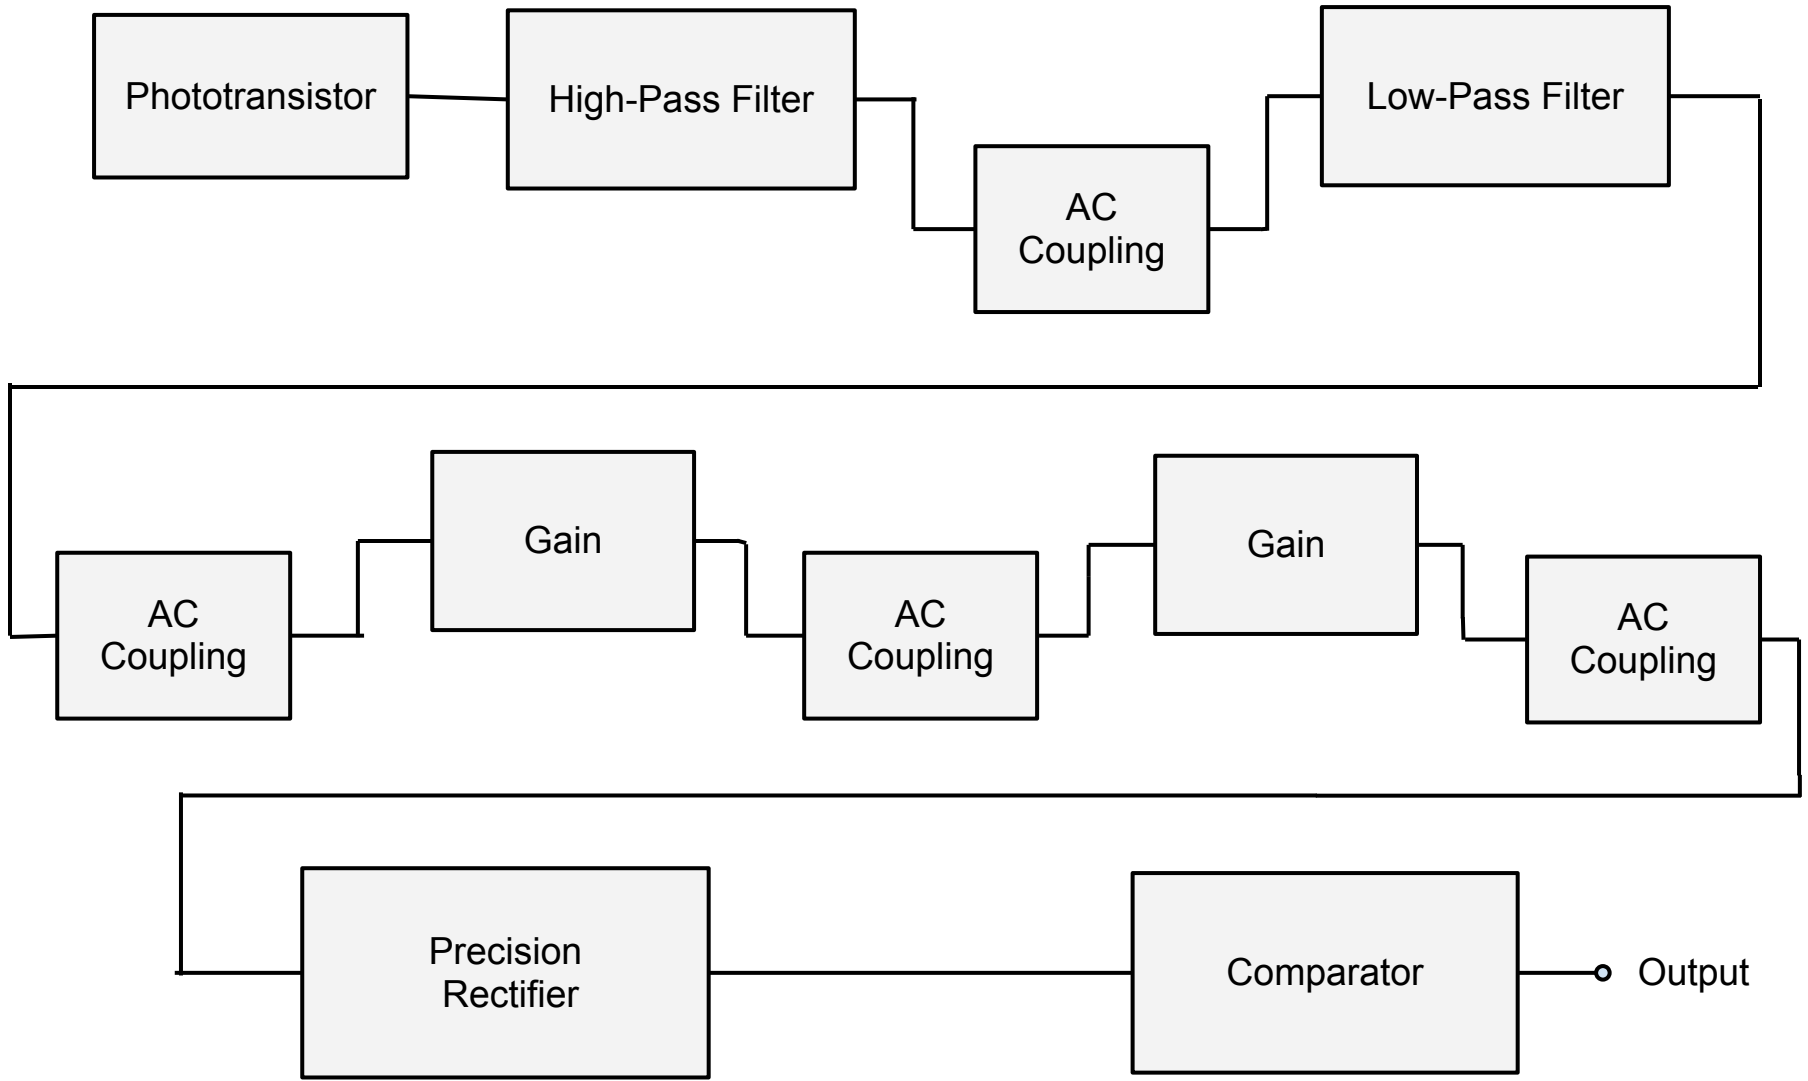 Phototransistor
High-Pass Filter
AC
Coupling
Low-Pass Filter
AC
Coupling
Gain
AC
Coupling
Gain
AC
Coupling
Precision
Rectifier
Comparator
Output